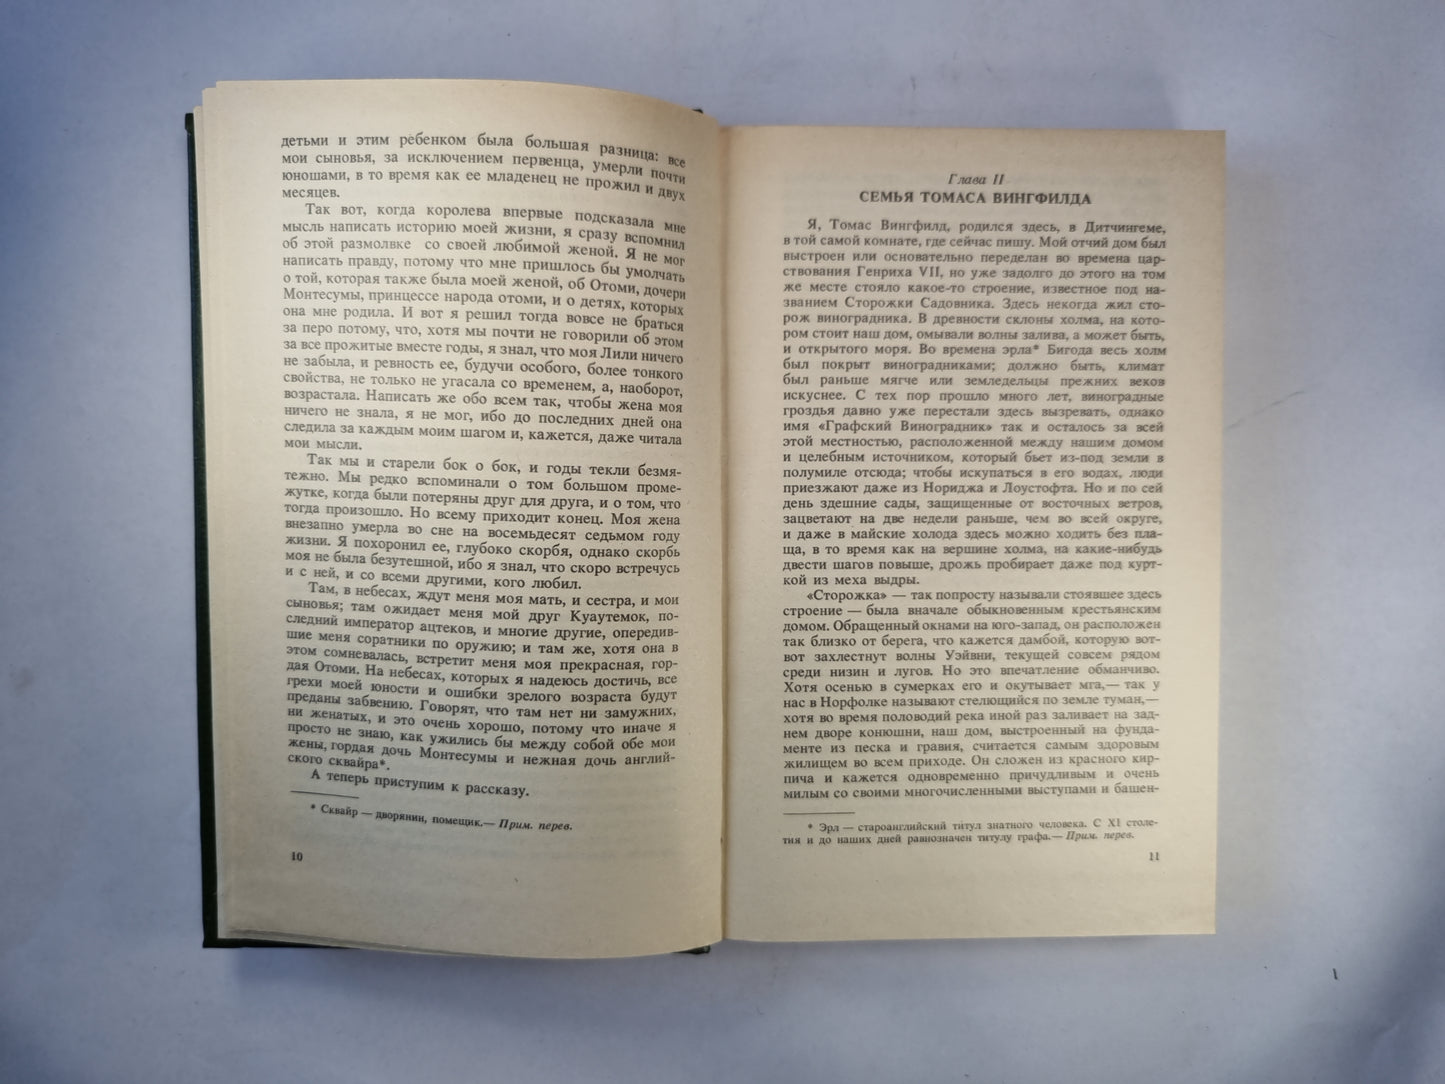 детьми и этим ребенком была большая разница: все
мои сыновья, за исключением первенца, умерли почти
юношами, в то время как ее младенец не прожил и двух
месяцев.
Так вот, когда королева впервые подсказала мне
мысль написать историю моей жизни, я сразу вспомнил
об этой размолвке со своей любимой женой. Я не мог
написать правду, потому что мне пришлось бы умолчать
о той, которая также была моей женой, об Отоми, дочери
Монтесумы, принцессе народа отоми, и о детях, которых
она мне родила. И вот я решил тогда вовсе не браться
за перо потому, что, хотя мы почти не говорили об этом
за все прожитые вместе годы, я знал, что моя Лили ничего
не забыла, и ревность ее, будучи особого, более тонкого
свойства, не только не угасала со временем, а, наоборот,
возрастала. Написать же обо всем так, чтобы жена моя
ничего не знала, я не мог, ибо до последних дней она
следила за каждым моим шагом и, кажется, даже читала
мои мысли.
Так мы и старели бок о бок, и годы текли безмя-
тежно. Мы редко вспоминали о том большом проме-
жутке, когда были потеряны друг для друга, и о том, что
тогда произошло. Но всему приходит конец. Моя жена
внезапно умерла во сне на восемьдесят седьмом году
жизни. Я похоронил ее, глубоко скорбя, однако скорбь
моя не была безутешной, ибо я знал, что скоро встречусь
и с ней, и со всеми другими, кого любил.
Там, в небесах, ждут меня моя мать, и сестра, и мои
сыновья; там ожидает меня мой друг Куаутемок, по-
следний император ацтеков, и многие другие, опередив-
шие меня соратники по оружию; и там же, хотя она в
этом сомневалась, встретит меня моя прекрасная, гор-
дая Отоми. На небесах, которых я надеюсь достичь, все
грехи моей юности и ошибки зрелого возраста будут
преданы забвению. Говорят, что там нет ни замужних,
ни женатых, и это очень хорошо, потому что иначе я
просто не знаю, как ужились бы между собой обе мои
жены, гордая дочь Монтесумы и нежная дочь англий-
ского сквайра*.
А теперь приступим к рассказу.
* Сквайр — дворянин, помещик.— Прим. перев.
10
Глава II
СЕМЬЯ ТОМАСА ВИНГФИЛДА
Я, Томас Вингфилд, родился здесь, в Дитчингеме,
в той самой комнате, где сейчас пишу. Мой отчий дом был
выстроен или основательно переделан во времена цар-
ствования Генриха VII, но уже задолго до этого на том
же месте стояло какое-то строение, известное под на-
званием Сторожки Садовника. Здесь некогда жил сто-
рож виноградника. В древности склоны холма, на кото-
ром стоит наш дом, омывали волны залива, а может быть,
и открытого моря. Во времена эрла* Бигода весь холм
был покрыт виноградниками; должно быть, климат
был раньше мягче или земледельцы прежних веков
искуснее. С тех пор прошло много лет, виноградные
гроздья давно уже перестали здесь вызревать, однако
имя «Графский Виноградник» так и осталось за всей
этой местностью, расположенной между нашим домом
и целебным источником, который бьет из-под земли в
полумиле отсюда; чтобы искупаться в его водах, люди
приезжают даже из Нориджа и Лоустофта. Но и по сей
день здешние сады, защищенные от восточных ветров,
зацветают на две недели раньше, чем во всей округе,
и даже в майские холода здесь можно ходить без пла-
ща, в то время как на вершине холма, на какие-нибудь
двести шагов повыше, дрожь пробирает даже под курт-
кой из меха выдры.
«Сторожка» — так попросту называли стоявшее здесь
строение — была вначале обыкновенным крестьянским
домом. Обращенный окнами на юго-запад, он расположен
так близко от берега, что кажется дамбой, которую вот-
вот захлестнут волны Уэйвни, текущей совсем рядом
среди низин и лугов. Но это впечатление обманчиво.
Хотя осенью в сумерках его и окутывает мга,— так у
нас в Норфолке называют стелющийся по земле туман,—
хотя во время половодий река иной раз заливает на зад-
нем дворе конюшни, наш дом, выстроенный на фунда-
менте из песка и гравия, считается самым здоровым
жилищем во всем приходе. Он сложен из красного кир-
пича и кажется одновременно причудливым и очень
милым со своими многочисленными выступами и башен-
* Эрл — староанглийский титул знатного человека. С XI столе-
тия и до наших дней равнозначен титулу графа.— Прим. перев.
11